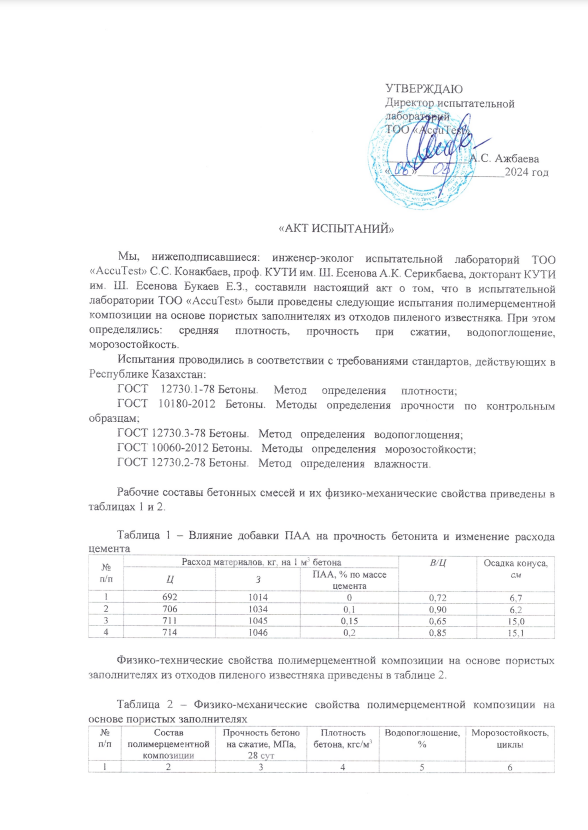 УТВЕРЖДАЮ
Директор испытательной
лабораторий
ТОО «AccuTest»
А.С. Ажбаева
« 06 » 09 2024 год
«АКТ ИСПЫТАНИЙ»
Мы, нижеподписавшиеся: инженер-эколог испытательной лабораторий ТОО
«AccuTest» С.С. Конакбаев, проф. КУТИ им. Ш. Есенова А.К. Серикбаева, докторант КУТИ
им. Ш. Есенова Букаев Е.З., составили настоящий акт о том, что в испытательной
лаборатории ТОО «AccuTest» были проведены следующие испытания полимерцементной
композиции на основе пористых заполнителях из отходов пиленого известняка. При этом
определялись: средняя плотность, прочность при сжатии, водопоглощение,
морозостойкость.
Испытания проводились в соответствии с требованиями стандартов, действующих в
Республике Казахстан:
ГОСТ 12730.1-78 Бетоны. Метод определения плотности;
ГОСТ 10180-2012 Бетоны. Методы определения прочности по контрольным
образцам;
ГОСТ 12730.3-78 Бетоны. Метод определения водопоглощения;
ГОСТ 10060-2012 Бетоны. Методы определения морозостойкости;
ГОСТ 12730.2-78 Бетоны. Метод определения влажности.
Рабочие составы бетонных смесей и их физико-механические свойства приведены в
таблицах 1 и 2.
Таблица 1 – Влияние добавки ПАА на прочность бетонита и изменение расхода
цемента
№ п/п Расход материалов, кг, на 1 м³ бетона В/Ц Осадка конуса, см
Ц З ПАА, % по массе цемента
1 692 1014 0 0,72 6,7
2 706 1034 0,1 0,90 6,2
3 711 1045 0,15 0,65 15,0
4 714 1046 0,2 0,85 15,1
Физико-технические свойства полимерцементной композиции на основе пористых
заполнителях из отходов пиленого известняка приведены в таблице 2.
Таблица 2 – Физико-механические свойства полимерцементной композиции на
основе пористых заполнителях
№ Состав Прочность бетоно Плотность Водопоглощение, Морозостойкость,
п/п полимерцементной на сжатие, МПа, бетона, кгс/м³ % циклы
композиции 28 сут
1 2 3 4 5 6